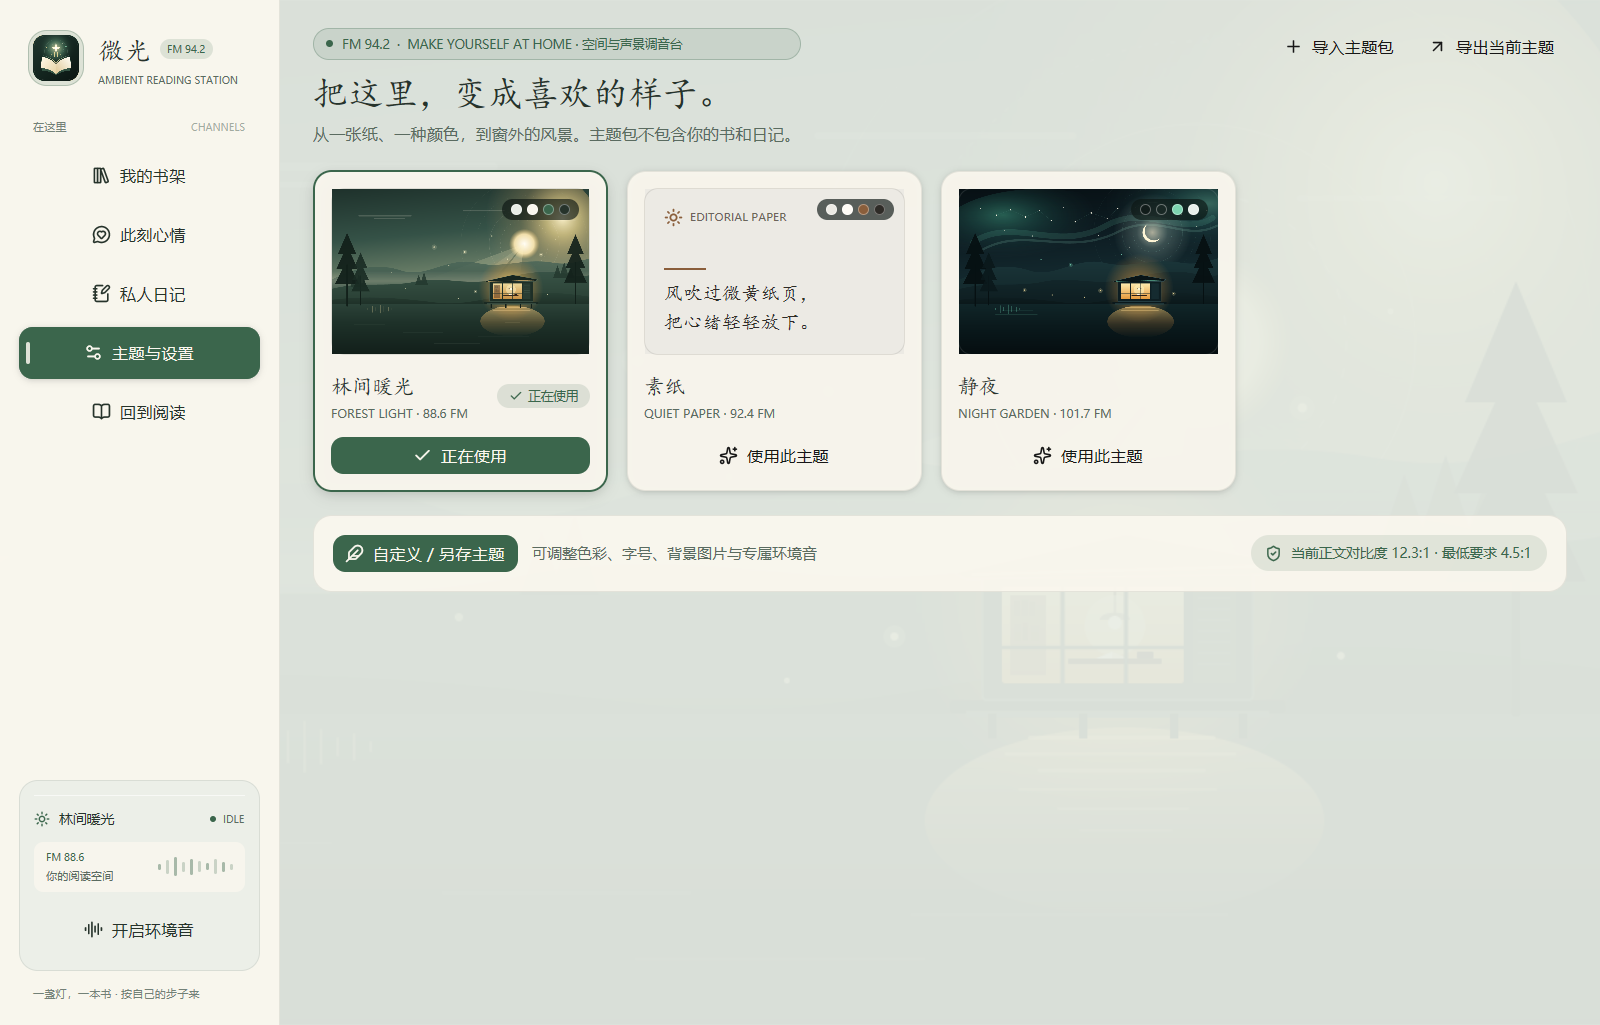 微光 FM 94.2
AMBIENT READING STATION
在这里 CHANNELS
我的书架
此刻心情
私人日记
主题与设置
回到阅读
林间暖光 IDLE
FM 88.6
你的阅读空间
开启环境音
一盏灯，一本书 · 按自己的步子来
FM 94.2 · MAKE YOURSELF AT HOME · 空间与声景调音台
导入主题包 导出当前主题
把这里，变成喜欢的样子。
从一张纸、一种颜色，到窗外的风景。主题包不包含你的书和日记。
林间暖光 正在使用
FOREST LIGHT · 88.6 FM
正在使用
EDITORIAL PAPER
风吹过微黄纸页，
把心绪轻轻放下。
素纸
QUIET PAPER · 92.4 FM
使用此主题
静夜
NIGHT GARDEN · 101.7 FM
使用此主题
自定义 / 另存主题 可调整色彩、字号、背景图片与专属环境音 当前正文对比度 12.3:1 · 最低要求 4.5:1